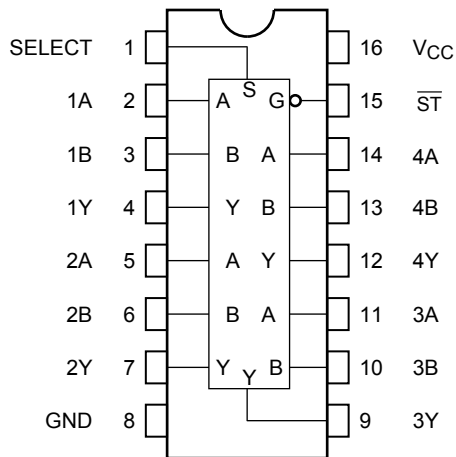 SELECT 1 16 VCC
S
1A 2 A G 15 ST
1B 3 B A 14 4A
1Y 4 Y B 13 4B
2A 5 A Y 12 4Y
2B 6 B A 11 3A
2Y 7 Y Y B 10 3B
GND 8 9 3Y